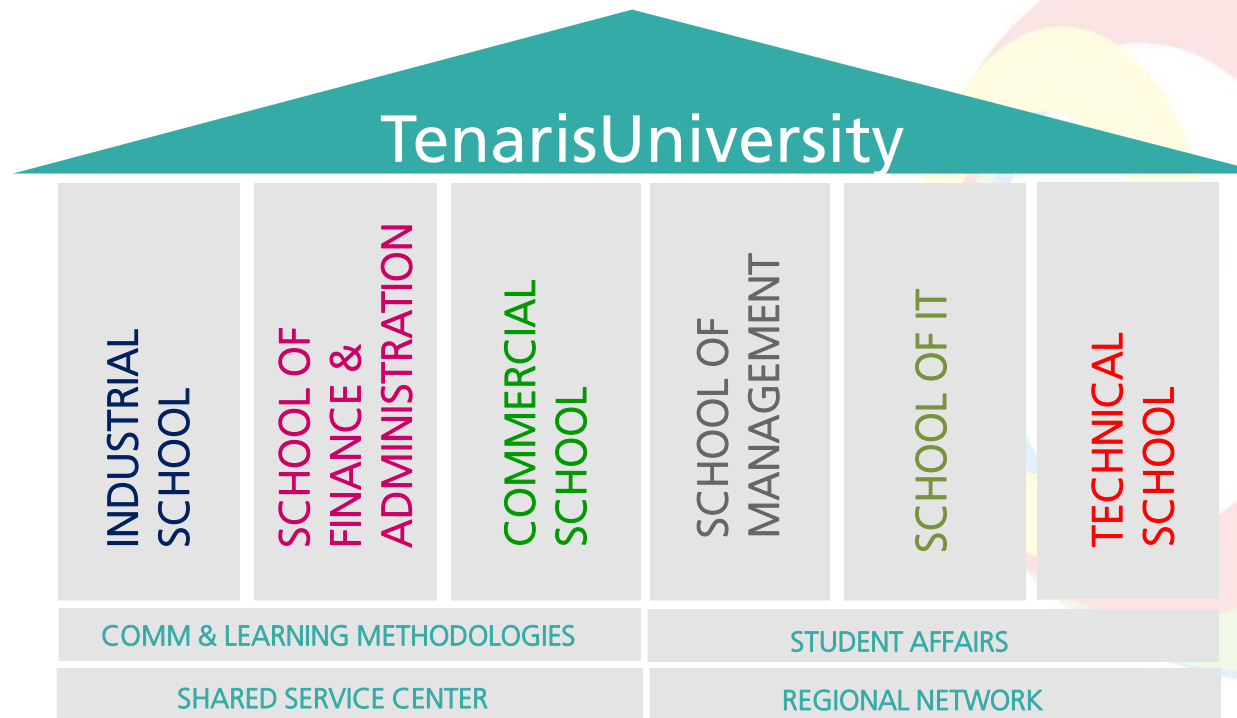 TenarisUniversity
INDUSTRIAL
SCHOOL
SCHOOL OF
FINANCE &
ADMINISTRATION
COMMERCIAL
SCHOOL
SCHOOL OF
MANAGEMENT
SCHOOL OF IT
TECHNICAL
SCHOOL
COMM & LEARNING METHODOLOGIES
STUDENT AFFAIRS
SHARED SERVICE CENTER
REGIONAL NETWORK